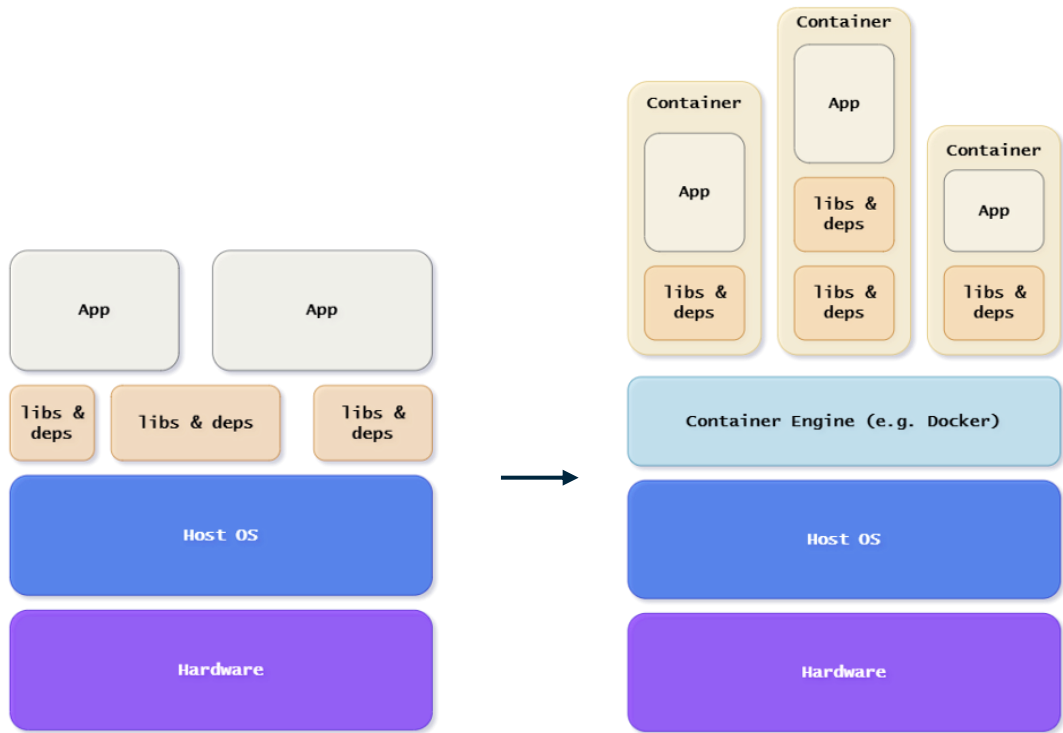 App
App
libs &
deps
libs & deps
libs &
deps
Host OS
Hardware
Container
App
libs &
deps
Container
App
libs &
deps
libs &
deps
Container
App
libs &
deps
Container Engine (e.g. Docker)
Host OS
Hardware